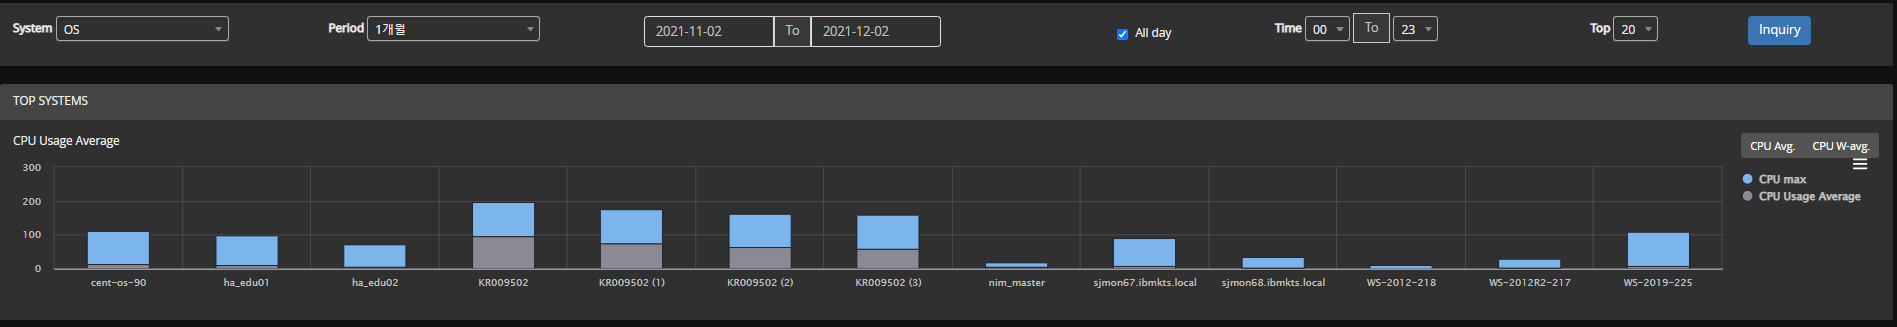 System OS Period 1개월 2021-11-02 To 2021-12-02 All day Time 00 To 23 Top 20 Inquiry
TOP SYSTEMS
CPU Usage Average
CPU Avg. CPU W-avg.
CPU max
CPU Usage Average
300
200
100
0
cent-os-90 ha_edu01 ha_edu02 KR009502 KR009502 (1) KR009502 (2) KR009502 (3) nim_master sjmon67.ibmkts.local sjmon68.ibmkts.local WS-2012-218 WS-2012R2-217 WS-2019-225